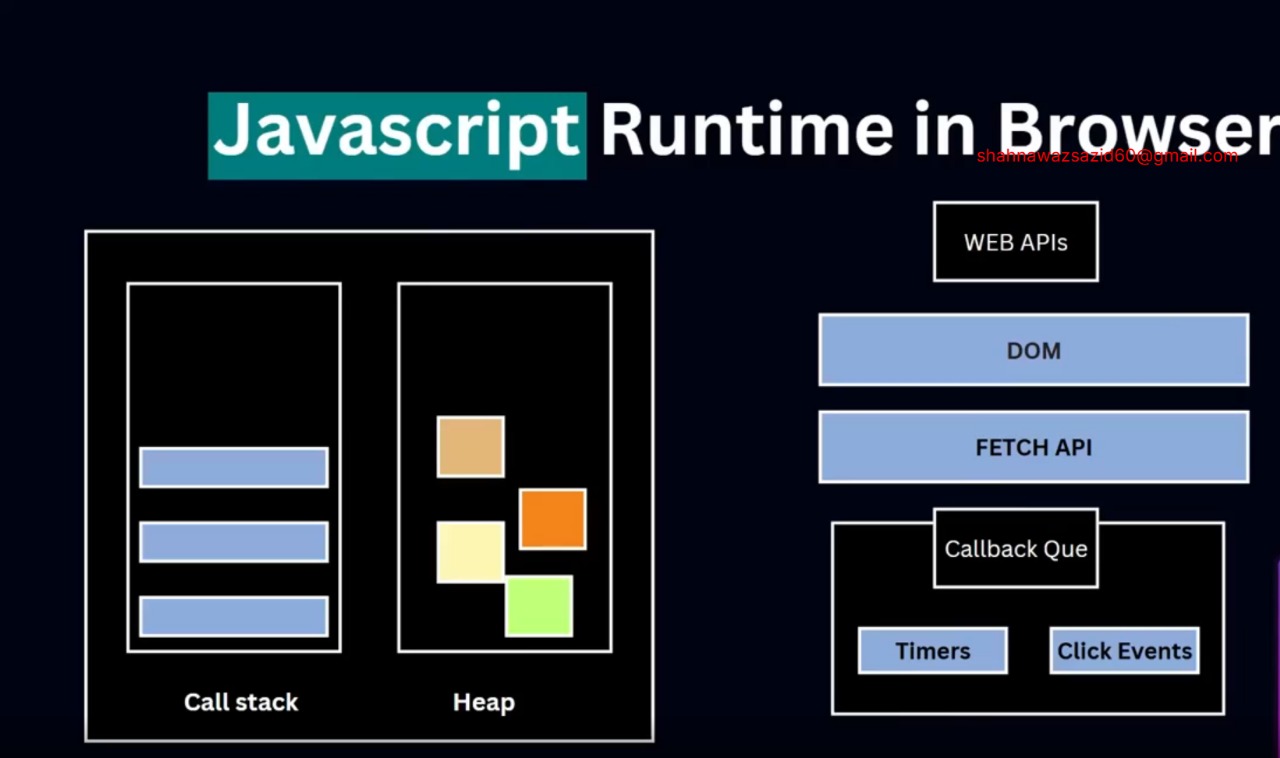 Javascript Runtime in Browser
shahnawazsazid60@gmail.com
WEB APIs
DOM
FETCH API
Callback Que
Timers
Click Events
Call stack
Heap